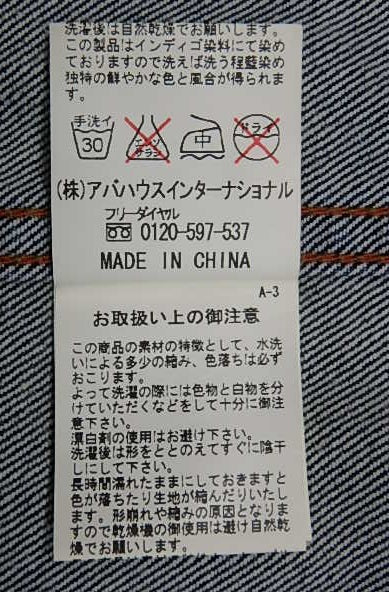 洗濯後は自然乾燥でお願いします。
この製品はインディゴ染料にて染め
ておりますので洗えば洗う程藍染め
独特の鮮やかな色と風合が得られま
す。
手洗イ
30
エンソ
サラシ
中
ドライ
(株)アバハウスインターナショナル
フリーダイヤル
0120-597-537
MADE IN CHINA
A-3
お取扱い上の御注意
この商品の素材の特徴として、水洗
いによる多少の縮み、色落ちは必ず
おこります。
よって洗濯の際には色物と白物を分
けていただくなどをして十分に御注
意下さい。
漂白剤の使用はお避け下さい。
洗濯後は形をととのえてすぐに陰干
しにして下さい。
長時間濡れたままにしておきますと
色が落ちたり生地が縮んだりいたし
ます。形崩れや縮みの原因となりま
すので乾燥機の御使用は避け自然乾
燥でお願いします。